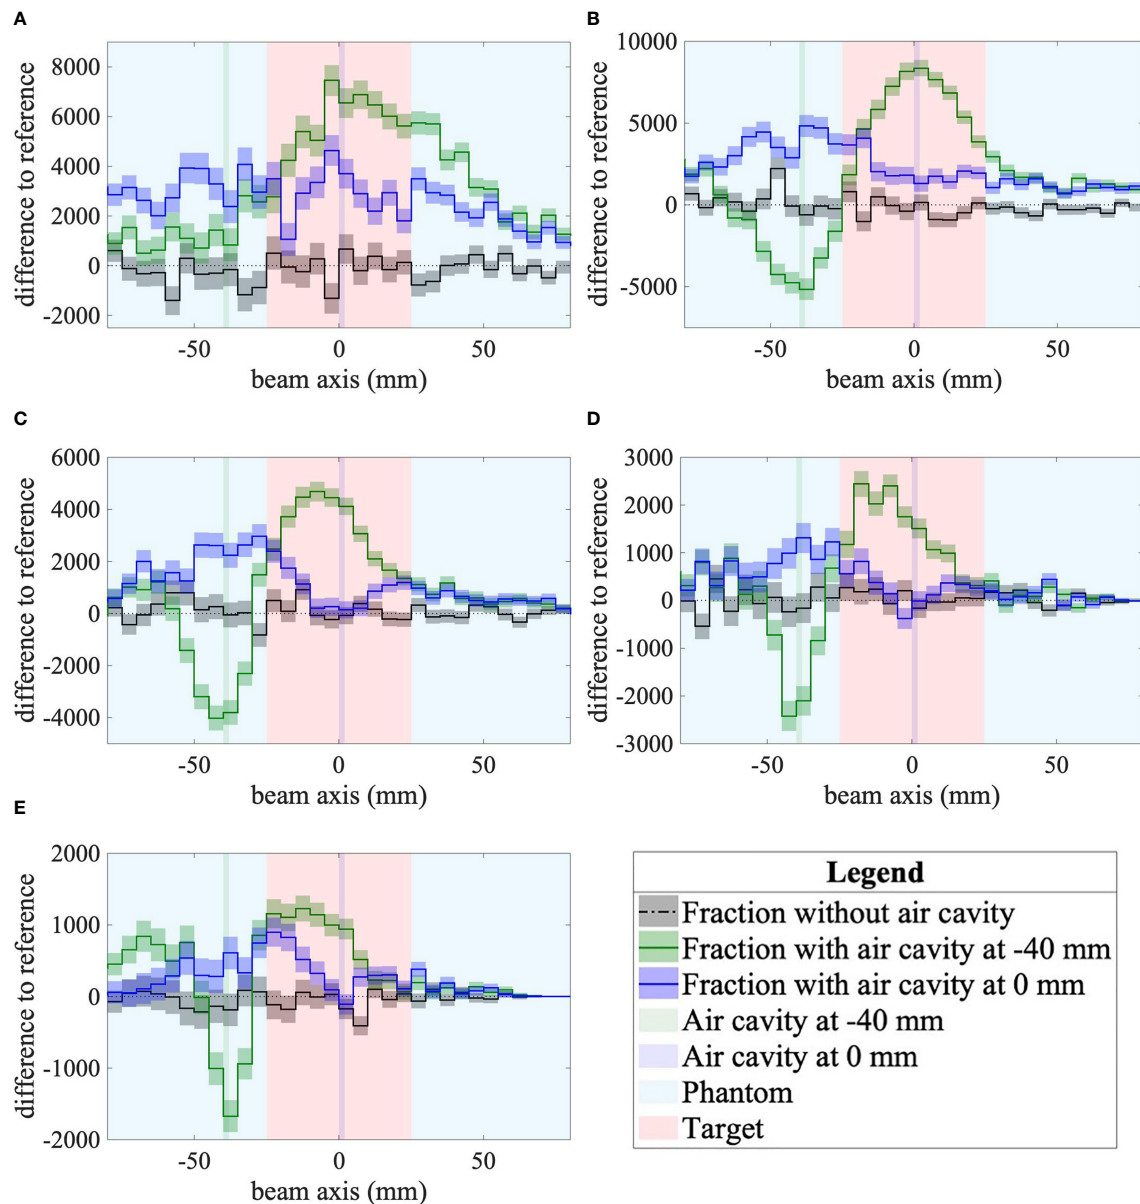 A
difference to reference
8000
6000
4000
2000
0
-2000
-50
0
50
beam axis (mm)
B
difference to reference
10000
5000
0
-5000
-50
0
50
beam axis (mm)
C
difference to reference
6000
4000
2000
0
-2000
-4000
-50
0
50
beam axis (mm)
D
difference to reference
3000
2000
1000
0
-1000
-2000
-3000
-50
0
50
beam axis (mm)
E
difference to reference
2000
1000
0
-1000
-2000
-50
0
50
beam axis (mm)
Legend
Fraction without air cavity
Fraction with air cavity at -40 mm
Fraction with air cavity at 0 mm
Air cavity at -40 mm
Air cavity at 0 mm
Phantom
Target